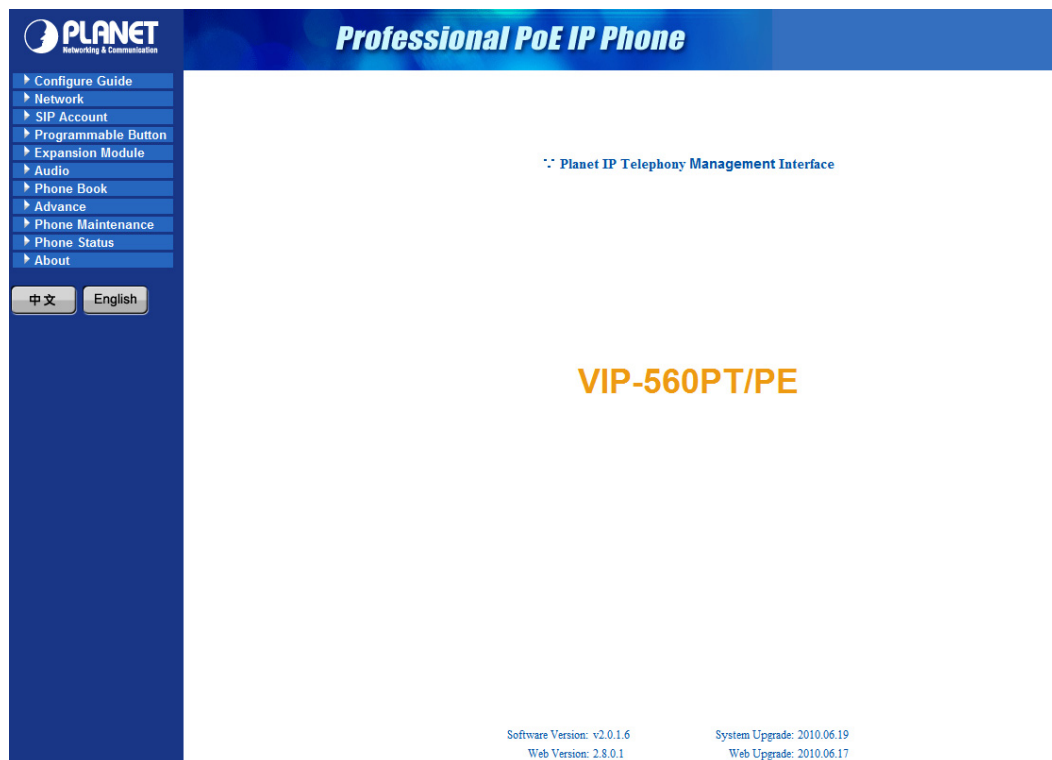 PLANET
Networking & Communication
Professional PoE IP Phone
Configure Guide
Network
SIP Account
Programmable Button
Expansion Module
Audio
Phone Book
Advance
Phone Maintenance
Phone Status
About
中文 English
Planet IP Telephony Management Interface
VIP-560PT/PE
Software Version: v2.0.1.6 System Upgrade: 2010.06.19
Web Version: 2.8.0.1 Web Upgrade: 2010.06.17